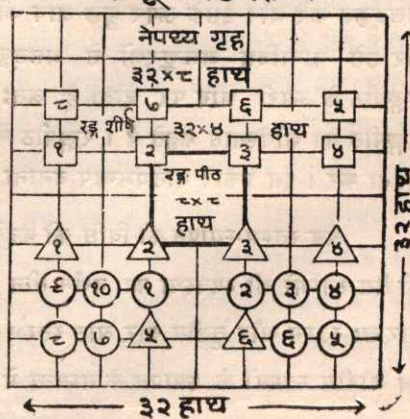 नेपथ्य गृह
३२×८ हाथ
८ ७ ६ ५
रङ्ग शीर्ष ३२×४ हाथ
१ २ ३ ४
रङ्ग पीठ
८×८
हाथ
१ २ ३ ४
९ १० १ २ ३ ४
८ ७ ५ ६ ६ ५
३२ हाथ
३२ हाथ